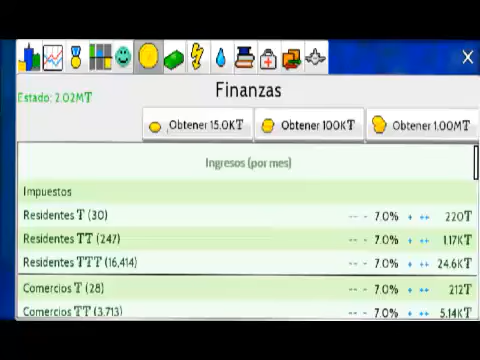 Finanzas
Estado: 2.02MT
Obtener 15.0KT
Obtener 100KT
Obtener 1.00MT
Ingresos (por mes)
Impuestos
Residentes T (30) -- - 7.0% + ++ 220T
Residentes TT (247) -- - 7.0% + ++ 1.17KT
Residentes TTT (16,414) -- - 7.0% + ++ 24.6KT
Comercios T (28) -- - 7.0% + ++ 212T
Comercios TT (3,713) -- - 7.0% + ++ 5.14KT